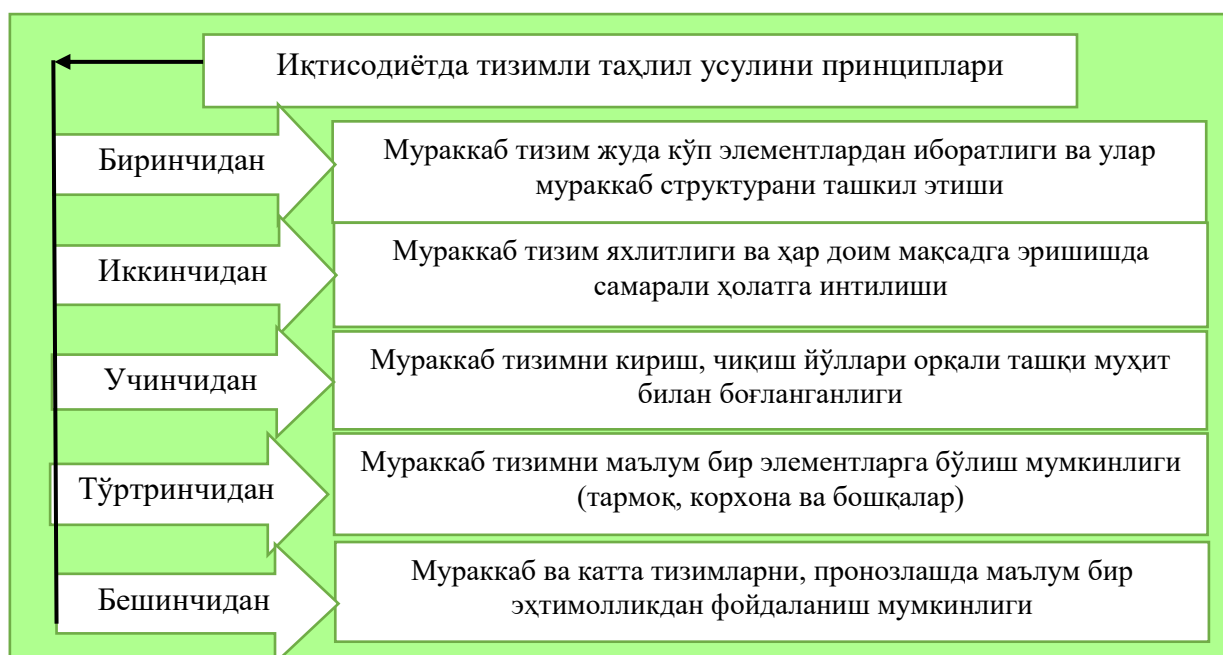 Иқтисодиётда тизимли таҳлил усулини принциплари
Биринчидан
Мураккаб тизим жуда кўп элементлардан иборатлиги ва улар
мураккаб структурани ташкил этиши
Иккинчидан
Мураккаб тизим яхлитлиги ва ҳар доим мақсадга эришишда
самарали ҳолатга интилиши
Учинчидан
Мураккаб тизимни кириш, чиқиш йўллари орқали ташқи муҳит
билан боғланганлиги
Тўртринчидан
Мураккаб тизимни маълум бир элементларга бўлиш мумкинлиги
(тармоқ, корхона ва бошқалар)
Бешинчидан
Мураккаб ва катта тизимларни, пронозлашда маълум бир
эҳтимолликдан фойдаланиш мумкинлиги